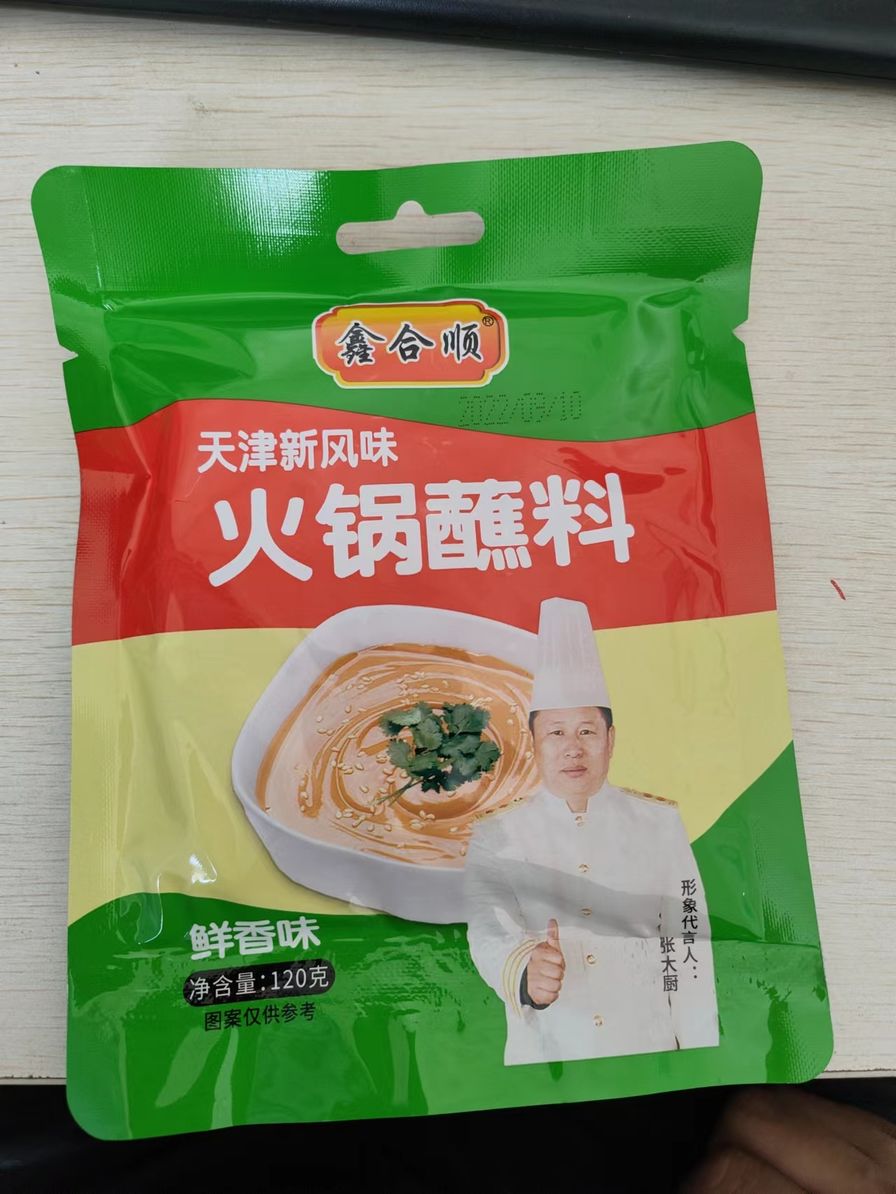 鑫合顺®
2022/09/10
天津新风味
火锅蘸料
鲜香味
净含量:120克
图案仅供参考
形象代言人：
张大厨